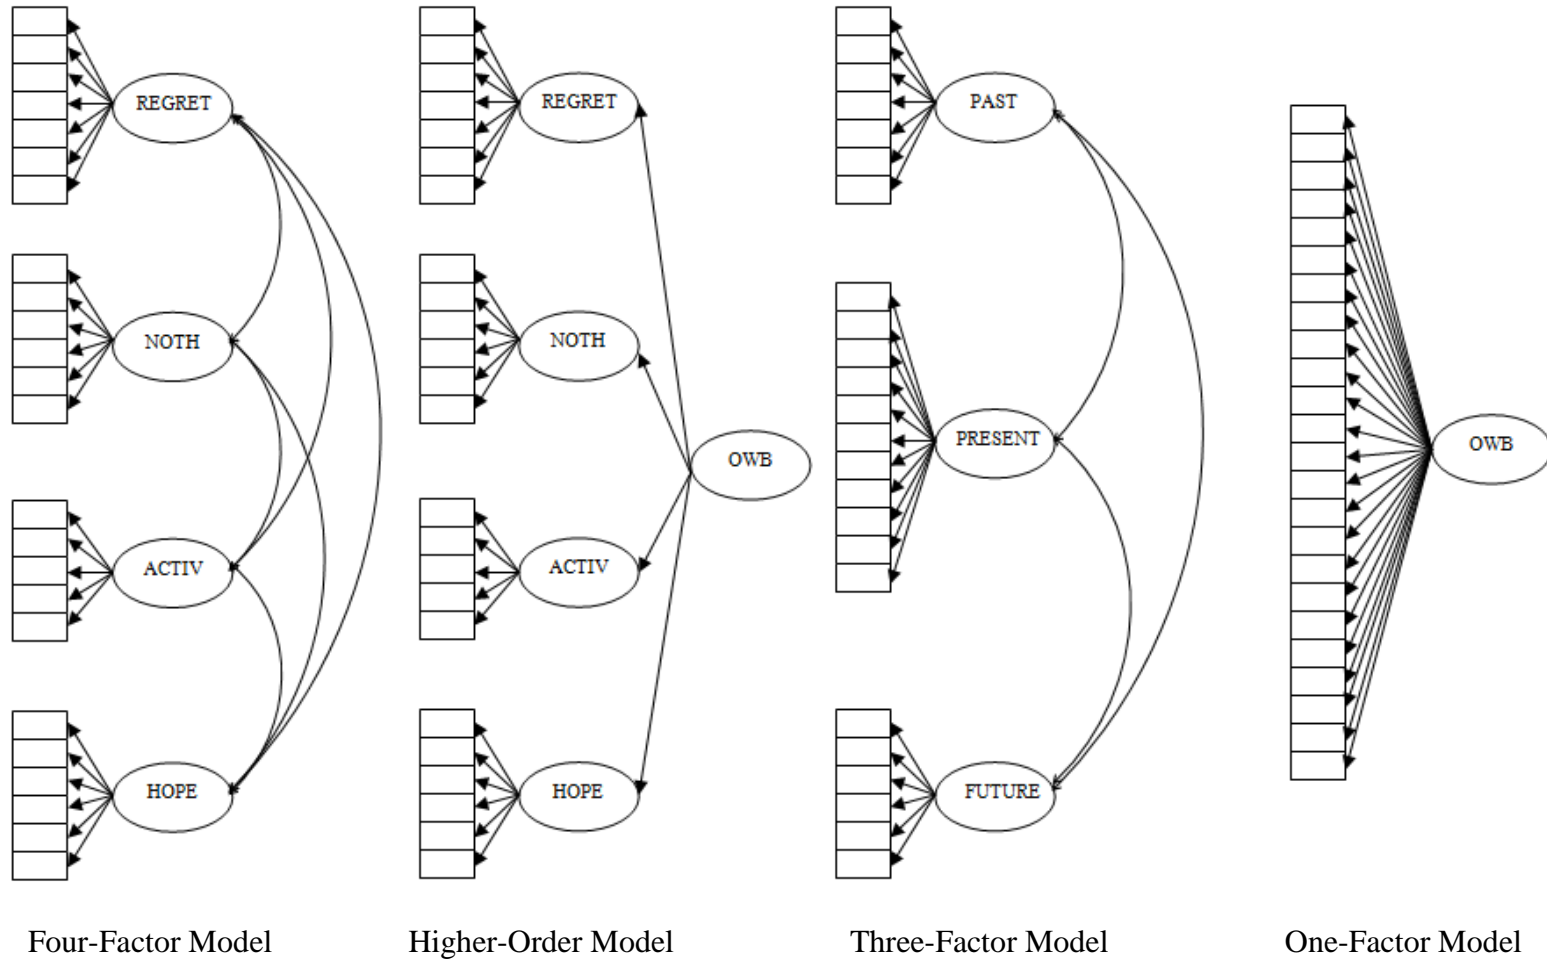 REGRET
NOTH
ACTIV
HOPE
Four-Factor Model
REGRET
NOTH
ACTIV
HOPE
OWB
Higher-Order Model
PAST
PRESENT
FUTURE
Three-Factor Model
OWB
One-Factor Model